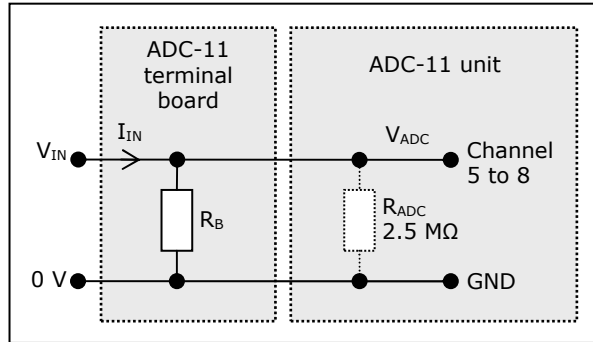 ADC-11
terminal
board
ADC-11 unit
I_IN
V_IN
V_ADC
Channel
5 to 8
R_B
R_ADC
2.5 MΩ
0 V
GND